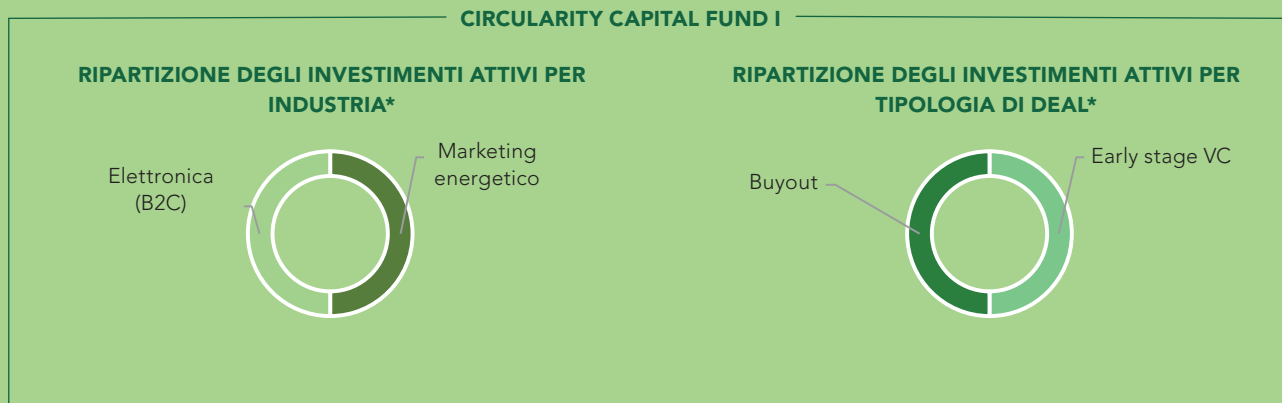 CIRCULARITY CAPITAL FUND I
RIPARTIZIONE DEGLI INVESTIMENTI ATTIVI PER
INDUSTRIA*
Elettronica
(B2C)
Marketing
energetico
RIPARTIZIONE DEGLI INVESTIMENTI ATTIVI PER
TIPOLOGIA DI DEAL*
Buyout
Early stage VC